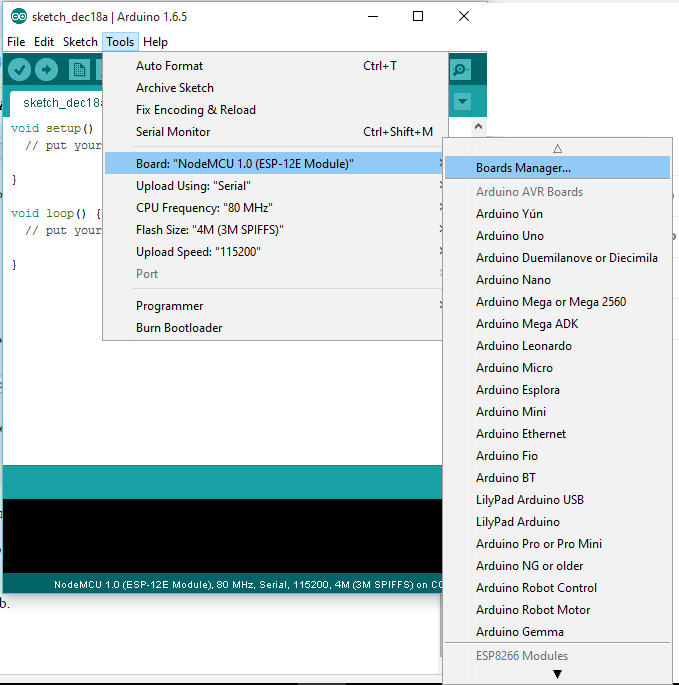 sketch_dec18a | Arduino 1.6.5
File Edit Sketch Tools Help
sketch_dec18a
void setup()
// put your
}
void loop() {
// put your
}
Auto Format Ctrl+T
Archive Sketch
Fix Encoding & Reload
Serial Monitor Ctrl+Shift+M
Board: "NodeMCU 1.0 (ESP-12E Module)"
Upload Using: "Serial"
CPU Frequency: "80 MHz"
Flash Size: "4M (3M SPIFFS)"
Upload Speed: "115200"
Port
Programmer
Burn Bootloader
Boards Manager...
Arduino AVR Boards
Arduino Yún
Arduino Uno
Arduino Duemilanove or Diecimila
Arduino Nano
Arduino Mega or Mega 2560
Arduino Mega ADK
Arduino Leonardo
Arduino Micro
Arduino Esplora
Arduino Mini
Arduino Ethernet
Arduino Fio
Arduino BT
LilyPad Arduino USB
LilyPad Arduino
Arduino Pro or Pro Mini
Arduino NG or older
Arduino Robot Control
Arduino Robot Motor
Arduino Gemma
ESP8266 Modules
NodeMCU 1.0 (ESP-12E Module), 80 MHz, Serial, 115200, 4M (3M SPIFFS) on CO
b.